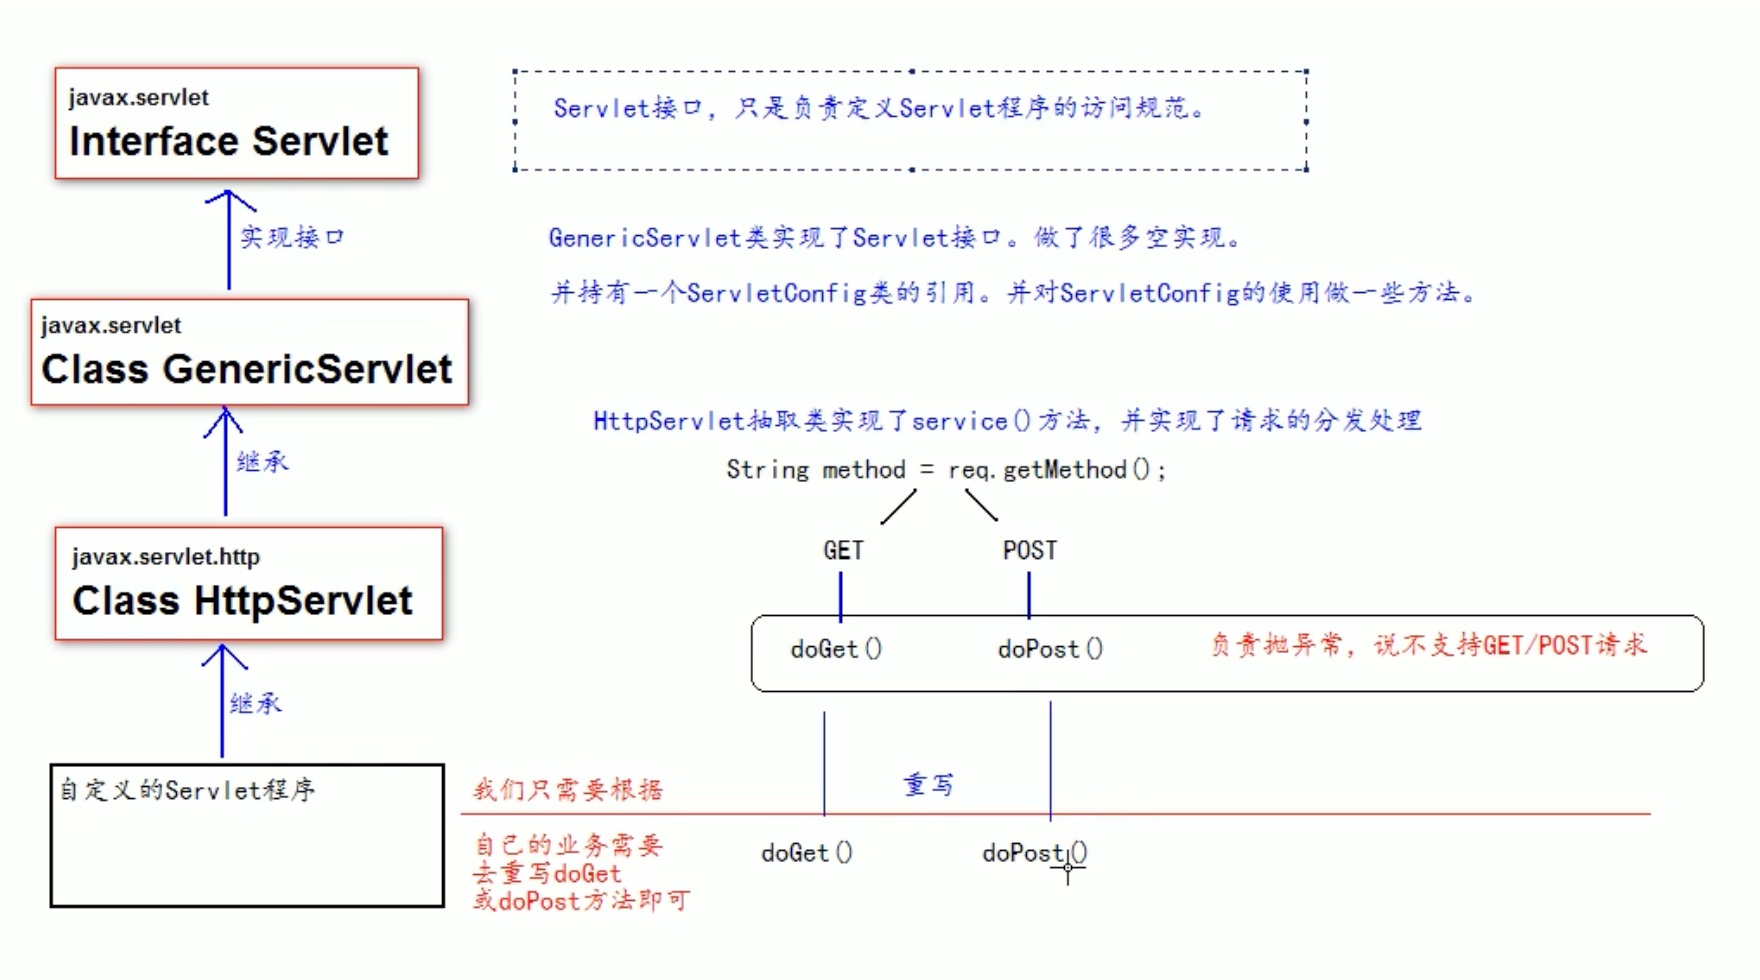 javax.servlet
Interface Servlet
Servlet接口，只是负责定义Servlet程序的访问规范。
实现接口
GenericServlet类实现了Servlet接口。做了很多空实现。
并持有一个ServletConfig类的引用。并对ServletConfig的使用做一些方法。
javax.servlet
Class GenericServlet
继承
HttpServlet抽取类实现了service()方法，并实现了请求的分发处理
String method = req.getMethod();
GET
POST
javax.servlet.http
Class HttpServlet
doGet()
doPost()
负责抛异常，说不支持GET/POST请求
继承
自定义的Servlet程序
我们只需要根据
重写
自已的业务需要
去重写doGet
或doPost方法即可
doGet()
doPost()